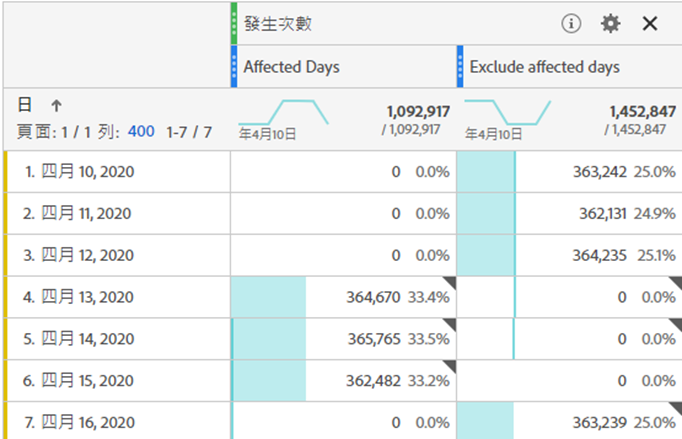 發生次數
Affected Days
Exclude affected days
日 ↑
頁面: 1 / 1 列: 400 1-7 / 7
年4月10日
1,092,917
/ 1,092,917
年4月10日
1,452,847
/ 1,452,847
1. 四月 10, 2020 0 0.0% 363,242 25.0%
2. 四月 11, 2020 0 0.0% 362,131 24.9%
3. 四月 12, 2020 0 0.0% 364,235 25.1%
4. 四月 13, 2020 364,670 33.4% 0 0.0%
5. 四月 14, 2020 365,765 33.5% 0 0.0%
6. 四月 15, 2020 362,482 33.2% 0 0.0%
7. 四月 16, 2020 0 0.0% 363,239 25.0%